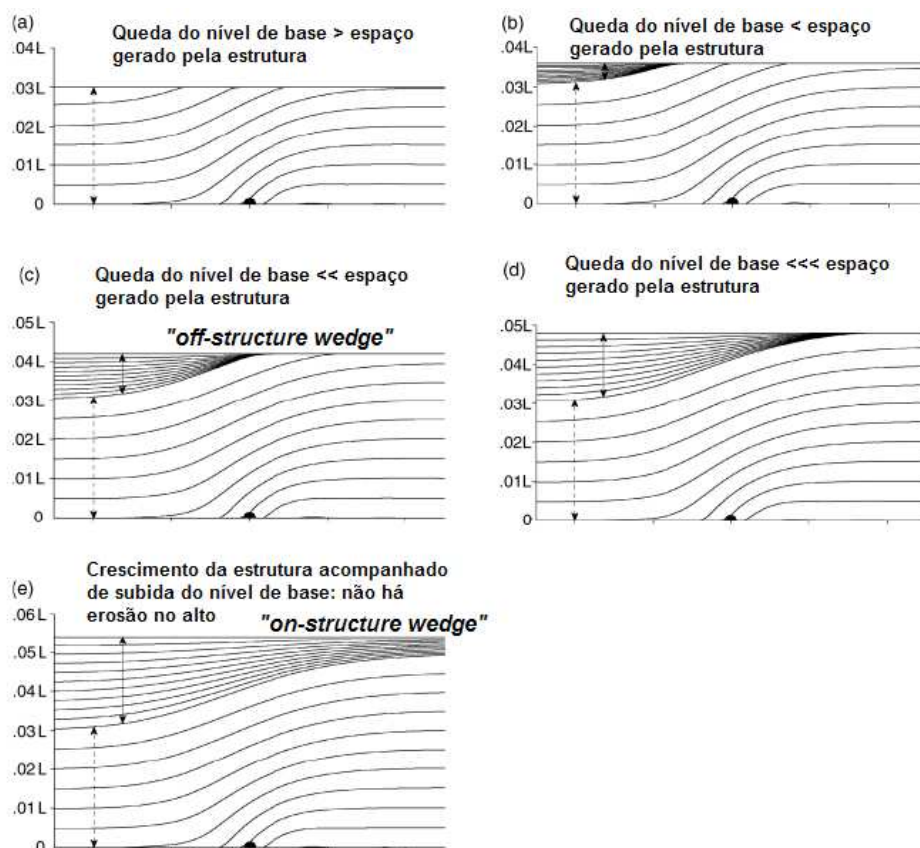 (a)
Queda do nível de base > espaço
gerado pela estrutura
.04L
.03L
.02L
.01L
0
(b)
Queda do nível de base < espaço
gerado pela estrutura
.04L
.03L
.02L
.01L
0
(c)
Queda do nível de base << espaço
gerado pela estrutura
"off-structure wedge"
.05L
.04L
.03L
.02L
.01L
0
(d)
Queda do nível de base <<< espaço
gerado pela estrutura
.05L
.04L
.03L
.02L
.01L
0
(e)
Crescimento da estrutura acompanhado
de subida do nível de base: não há
erosão no alto
"on-structure wedge"
.06L
.05L
.04L
.03L
.02L
.01L
0